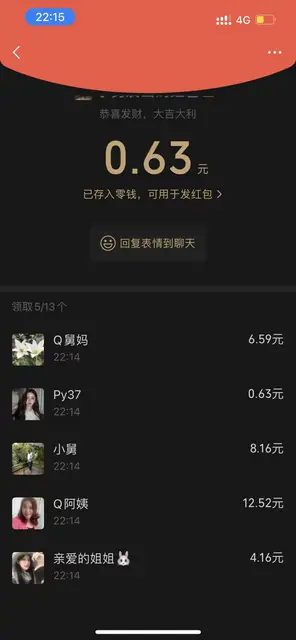 22:15
4G
恭喜发财，大吉大利
0.63元
已存入零钱，可用于发红包
回复表情到聊天
领取5/13个
Q舅妈 6.59元
22:14
Py37 0.63元
22:14
小舅 8.16元
22:14
Q阿姨 12.52元
22:14
亲爱的姐姐🐰 4.16元
22:14